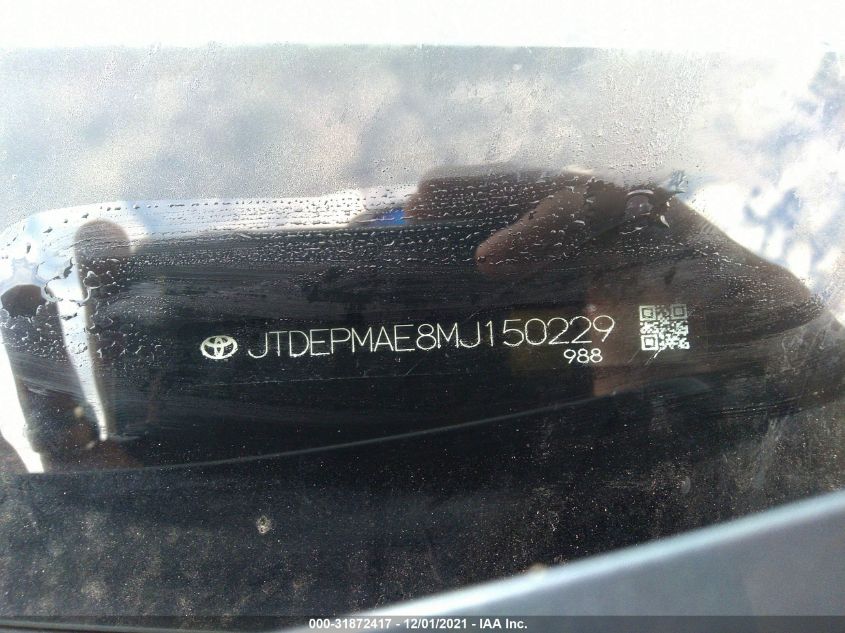 JTDEPMAE8MJ150229
988
000-31872417 - 12/01/2021 - IAA Inc.